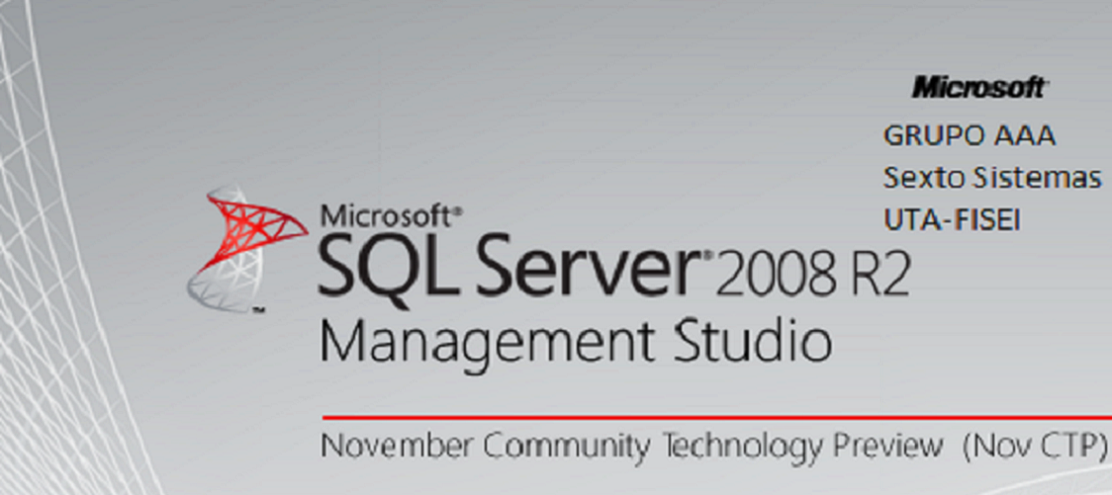 Microsoft
GRUPO AAA
Sexto Sistemas
UTA-FISEI
Microsoft®
SQL Server® 2008 R2
Management Studio
November Community Technology Preview (Nov CTP)